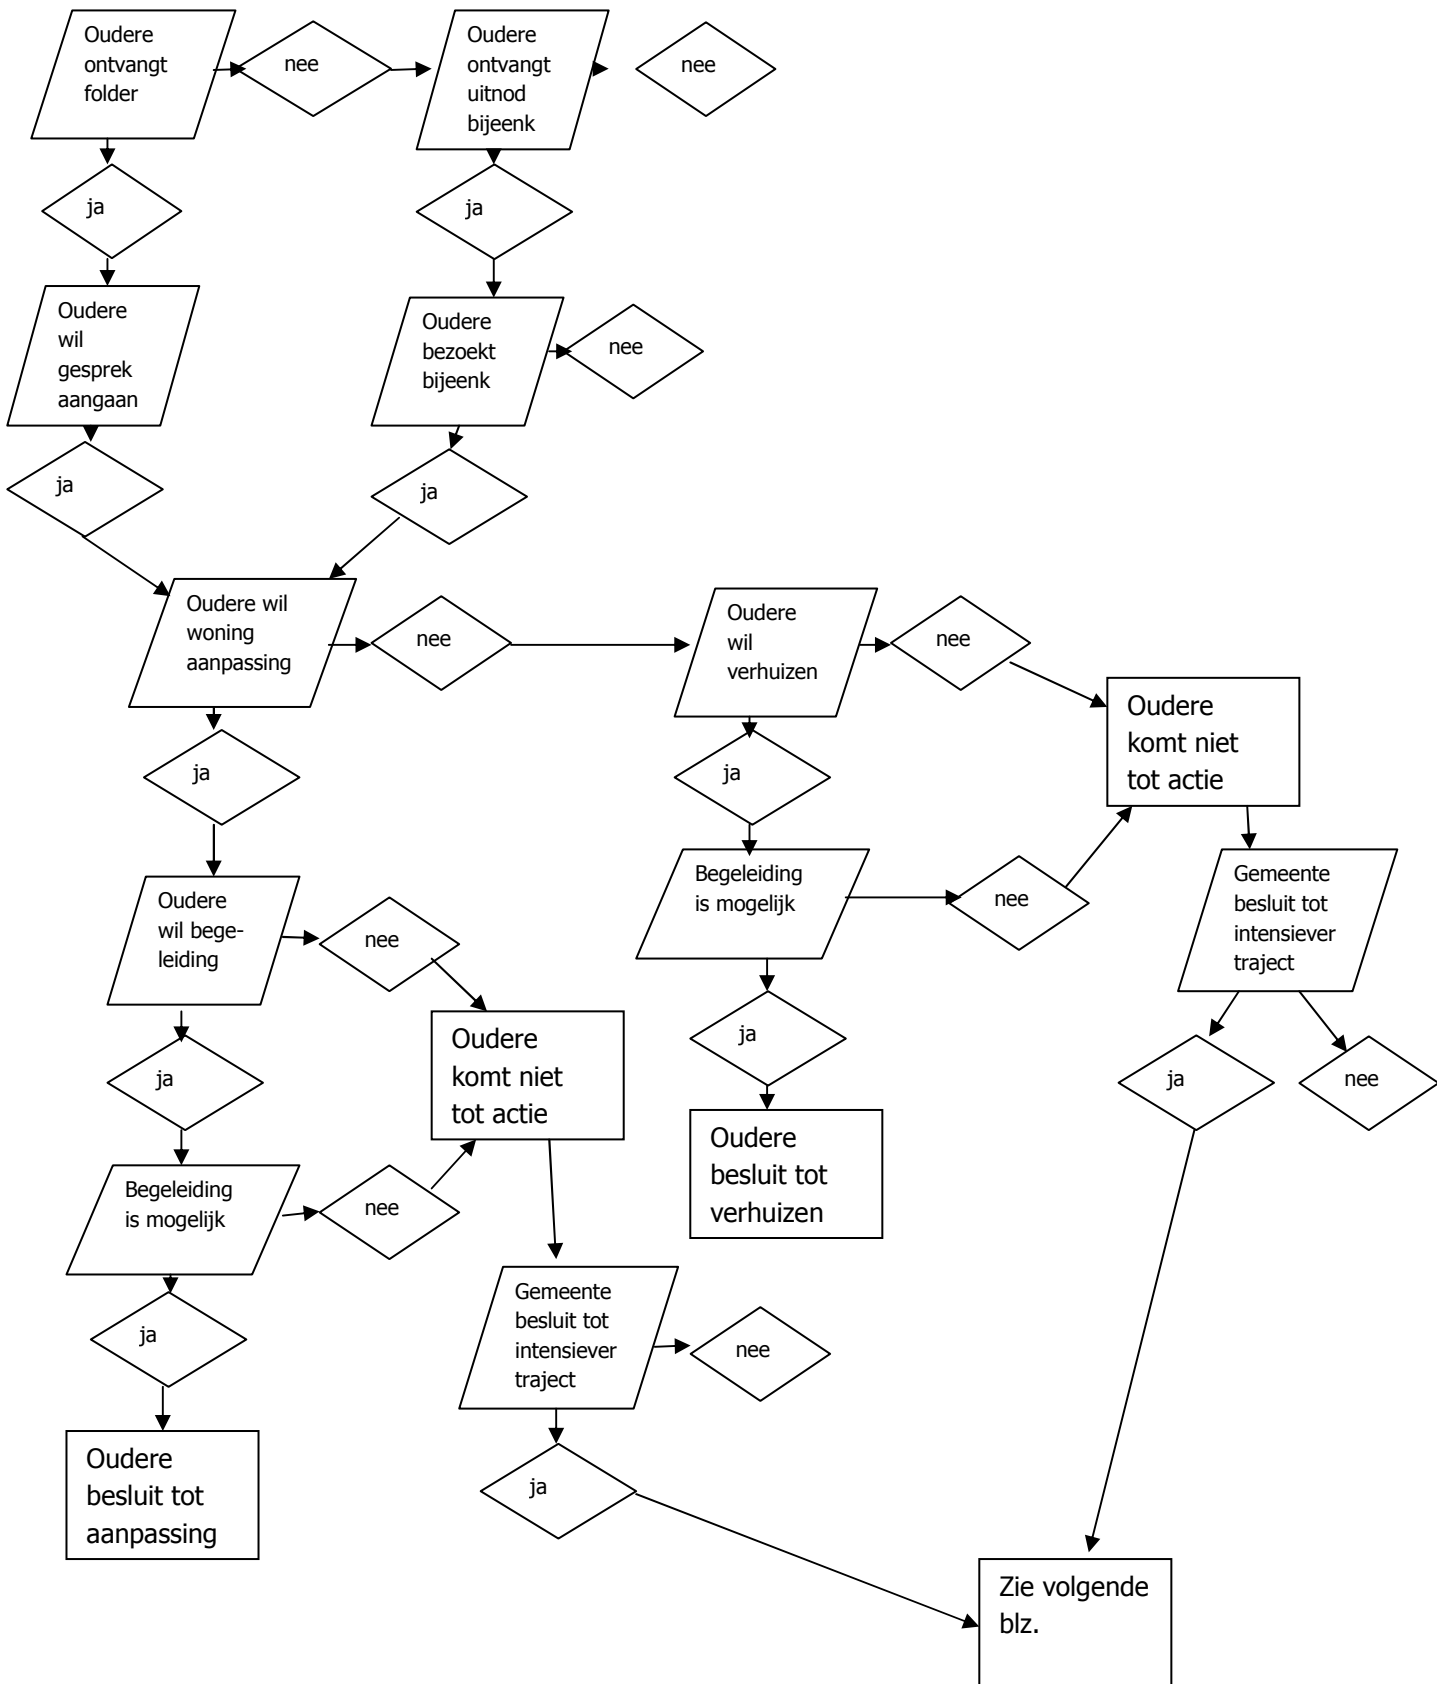 Oudere
ontvangt
folder
nee
Oudere
ontvangt
uitnod
bijeenk
nee
ja
ja
Oudere
wil
gesprek
aangaan
Oudere
bezoekt
bijeenk
nee
ja
ja
Oudere wil
woning
aanpassing
nee
Oudere
wil
verhuizen
nee
Oudere
komt niet
tot actie
ja
ja
Begeleiding
is mogelijk
nee
Gemeente
besluit tot
intensiever
traject
Oudere
wil bege-
leiding
nee
Oudere
komt niet
tot actie
ja
ja
nee
ja
Oudere
besluit tot
verhuizen
Begeleiding
is mogelijk
nee
Gemeente
besluit tot
intensiever
traject
nee
ja
Oudere
besluit tot
aanpassing
ja
Zie volgende
blz.